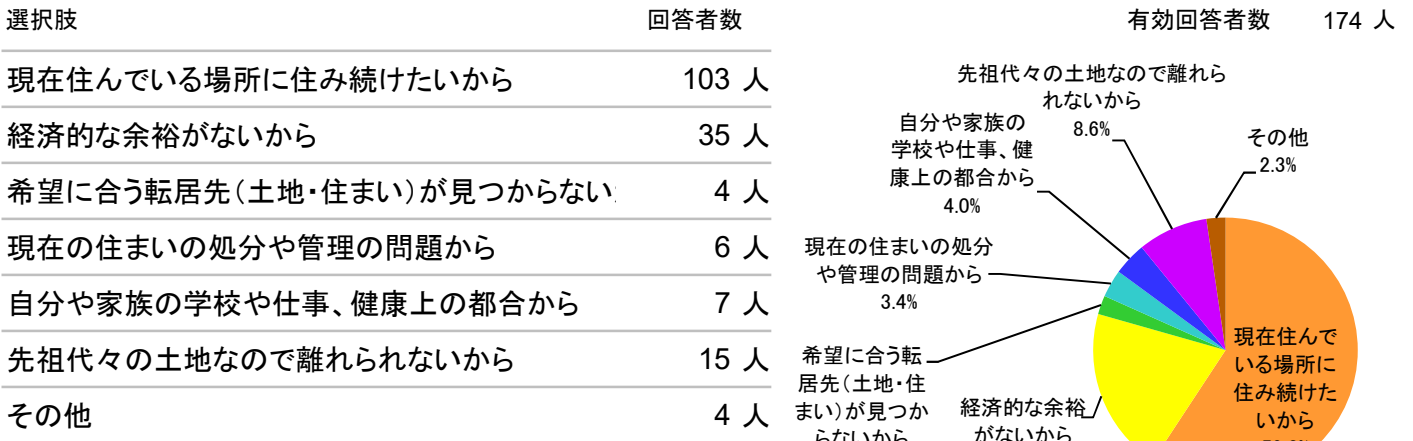 選択肢 回答者数
現在住んでいる場所に住み続けたいから 103 人
経済的な余裕がないから 35 人
希望に合う転居先(土地・住まい)が見つからない 4 人
現在の住まいの処分や管理の問題から 6 人
自分や家族の学校や仕事、健康上の都合から 7 人
先祖代々の土地なので離れられないから 15 人
その他 4 人
有効回答者数 174 人
先祖代々の土地なので離れら
れないから
8.6%
自分や家族の
学校や仕事、健
康上の都合から
4.0%
その他
2.3%
現在の住まいの処分
や管理の問題から
3.4%
希望に合う転
居先(土地・住
まい)が見つか
らないから
経済的な余裕
がないから
現在住んで
いる場所に
住み続けた
いから